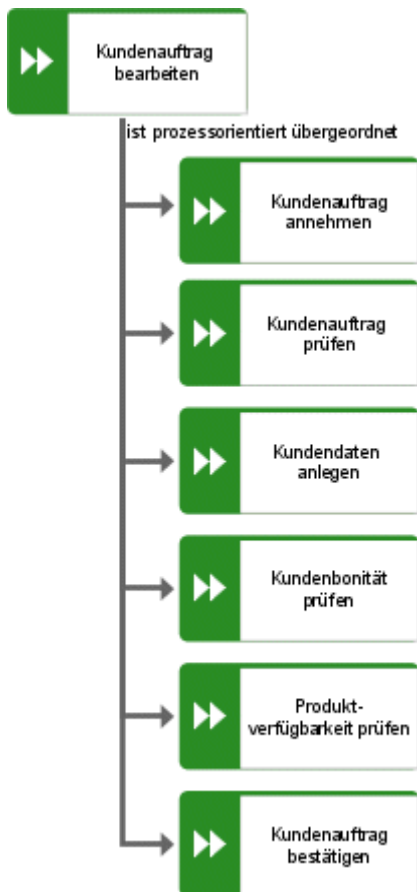 Kundenauftrag
bearbeiten
ist prozessorientiert übergeordnet
Kundenauftrag
annehmen
Kundenauftrag
prüfen
Kundendaten
anlegen
Kundenbonität
prüfen
Produkt-
verfügbarkeit prüfen
Kundenauftrag
bestätigen